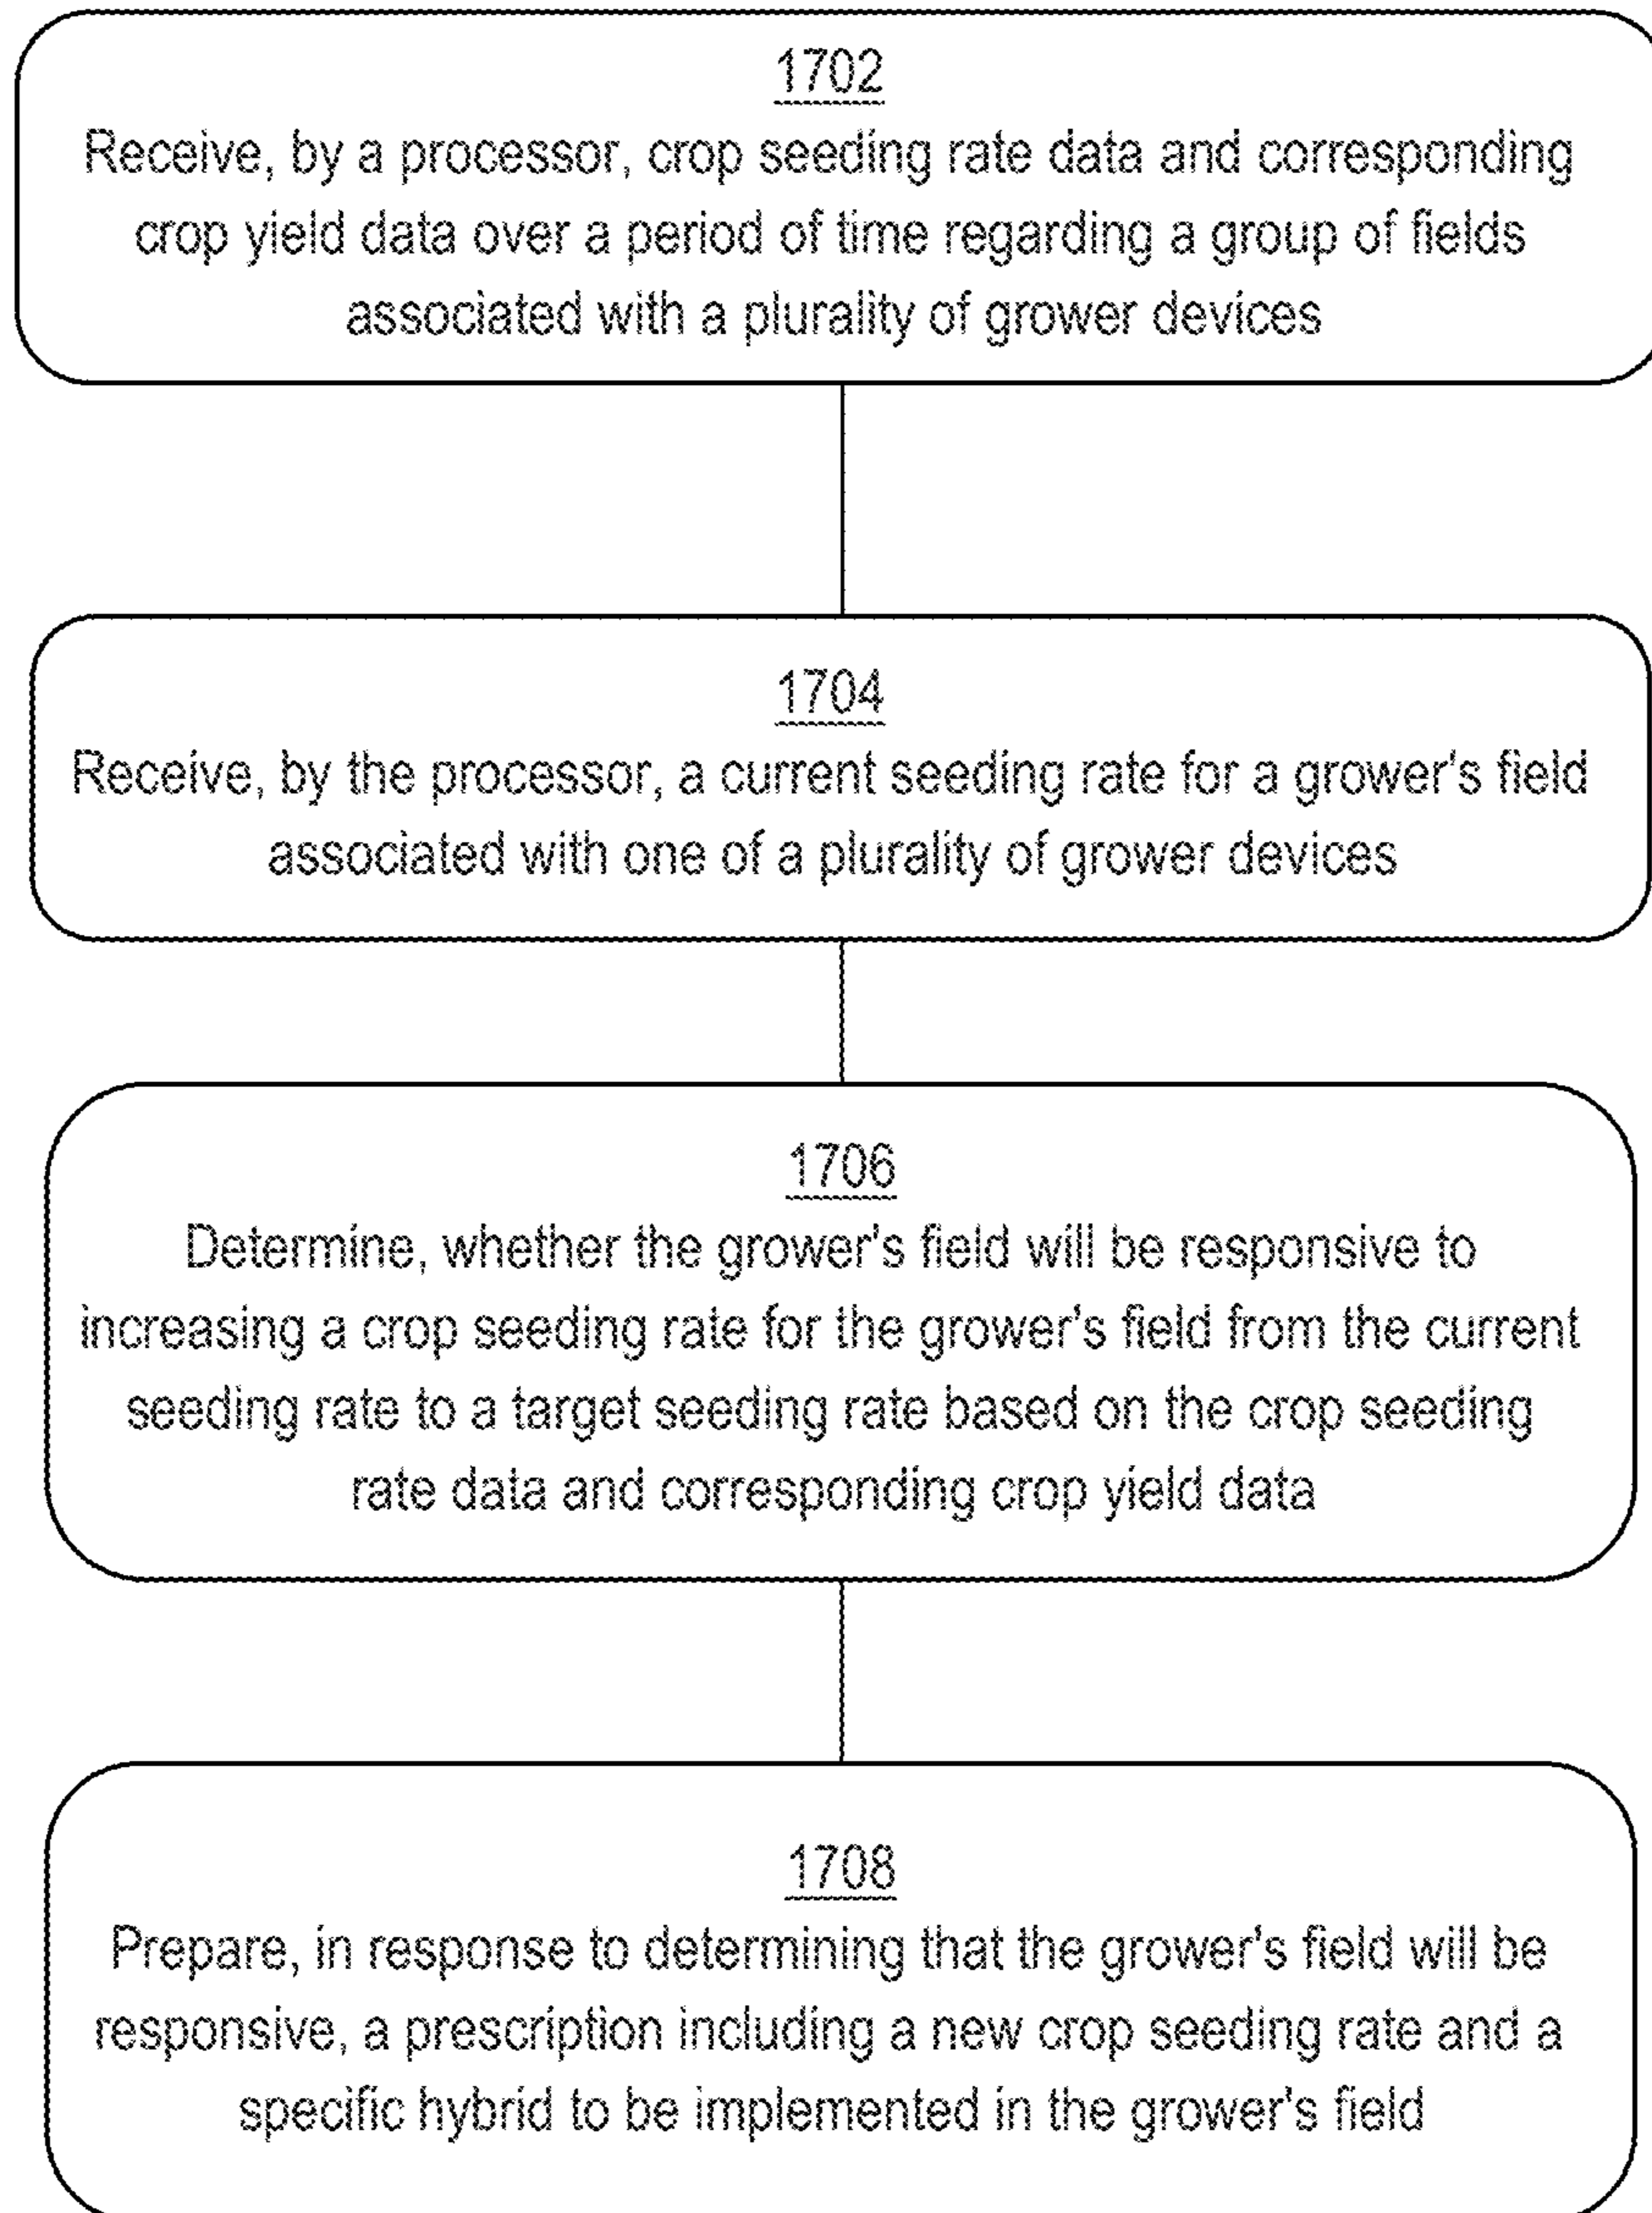 1702
Receive, by a processor, crop seeding rate data and corresponding
crop yield data over a period of time regarding a group of fields
associated with a plurality of grower devices
1704
Receive, by the processor, a current seeding rate for a grower's field
associated with one of a plurality of grower devices
1706
Determine, whether the grower's field will be responsive to
increasing a crop seeding rate for the grower's field from the current
seeding rate to a target seeding rate based on the crop seeding
rate data and corresponding crop yield data
1708
Prepare, in response to determining that the grower's field will be
responsive, a prescription including a new crop seeding rate and a
specific hybrid to be implemented in the grower's field